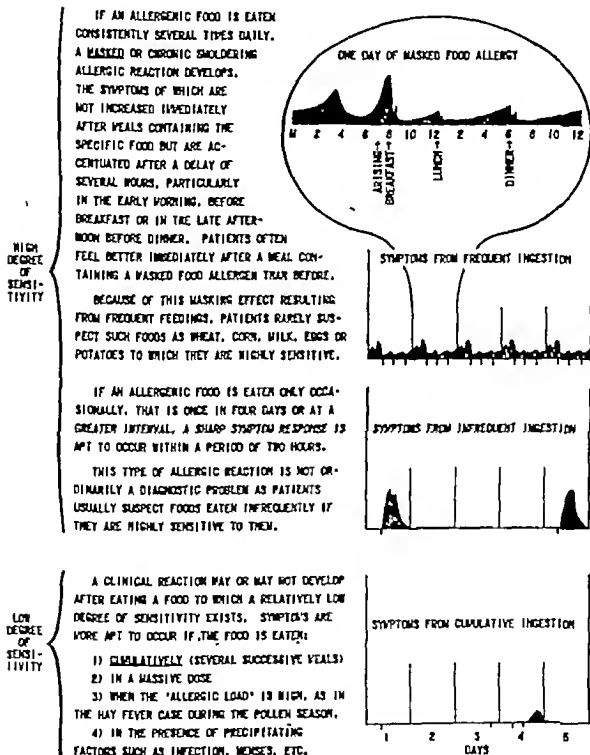 IF AN ALLERGENIC FOOD IS EATEN
CONSISTENTLY SEVERAL TIMES DAILY,
A MASKED OR CHRONIC SMOLDERING
ALLERGIC REACTION DEVELOPS,
THE SYMPTOMS OF WHICH ARE
NOT INCREASED IMMEDIATELY
AFTER MEALS CONTAINING THE
SPECIFIC FOOD BUT ARE AC-
CENTUATED AFTER A DELAY OF
SEVERAL HOURS, PARTICULARLY
IN THE EARLY MORNING, BEFORE
BREAKFAST OR IN THE LATE AFTER-
NOON BEFORE DINNER. PATIENTS OFTEN
FEEL BETTER IMMEDIATELY AFTER A MEAL CON-
TAINING A MASKED FOOD ALLERGEN THAN BEFORE.
BECAUSE OF THIS MASKING EFFECT RESULTING
FROM FREQUENT FEEDINGS, PATIENTS RARELY SUS-
PECT SUCH FOODS AS WHEAT, CORN, MILK, EGGS OR
POTATOES TO WHICH THEY ARE HIGHLY SENSITIVE.
HIGH
DEGREE
OF
SENSI-
TIVITY
IF AN ALLERGENIC FOOD IS EATEN ONLY OCCA-
SIONALLY, THAT IS ONCE IN FOUR DAYS OR AT A
GREATER INTERVAL, A SHARP SYMPTOM RESPONSE IS
APT TO OCCUR WITHIN A PERIOD OF TWO HOURS.
THIS TYPE OF ALLERGIC REACTION IS NOT OR-
DINARILY A DIAGNOSTIC PROBLEM AS PATIENTS
USUALLY SUSPECT FOODS EATEN INFREQUENTLY IF
THEY ARE HIGHLY SENSITIVE TO THEM.
ONE DAY OF MASKED FOOD ALLERGY
M 2 4 6 8 10 12 2 4 6 8 10 12
ARISING
BREAKFAST
LUNCH
DINNER
SYMPTOMS FROM FREQUENT INGESTION
SYMPTOMS FROM INFREQUENT INGESTION
LOW
DEGREE
OF
SENSI-
TIVITY
A CLINICAL REACTION MAY OR MAY NOT DEVELOP
AFTER EATING A FOOD TO WHICH A RELATIVELY LOW
DEGREE OF SENSITIVITY EXISTS. SYMPTOMS ARE
MORE APT TO OCCUR IF THE FOOD IS EATEN:
1) CUMULATIVELY (SEVERAL SUCCESSIVE MEALS)
2) IN A MASSIVE DOSE
3) WHEN THE "ALLERGIC LOAD" IS HIGH, AS IN
THE HAY FEVER CASE DURING THE POLLEN SEASON,
4) IN THE PRESENCE OF PRECIPITATING
FACTORS SUCH AS INFECTION, MENSES, ETC.
SYMPTOMS FROM CUMULATIVE INGESTION
1 2 3 4 5
DAYS